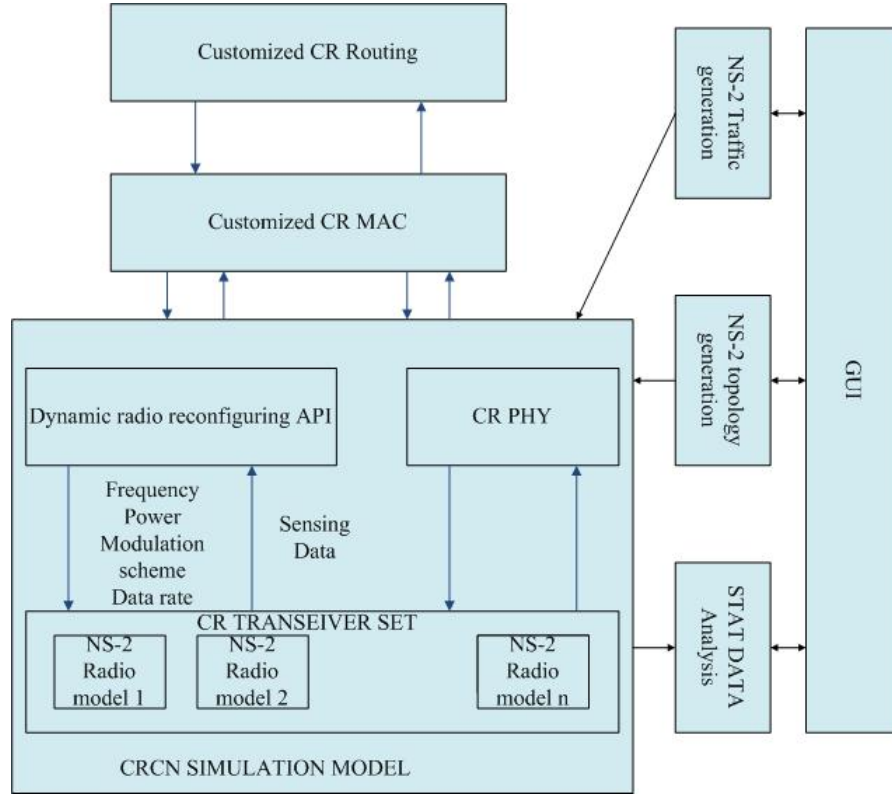 Customized CR Routing
Customized CR MAC
Dynamic radio reconfiguring API
CR PHY
Frequency
Power
Modulation
scheme
Data rate
Sensing
Data
CR TRANSEIVER SET
NS-2
Radio
model 1
NS-2
Radio
model 2
NS-2
Radio
model n
CRCN SIMULATION MODEL
NS-2 Traffic
generation
NS-2 topology
generation
STAT DATA
Analysis
GUI